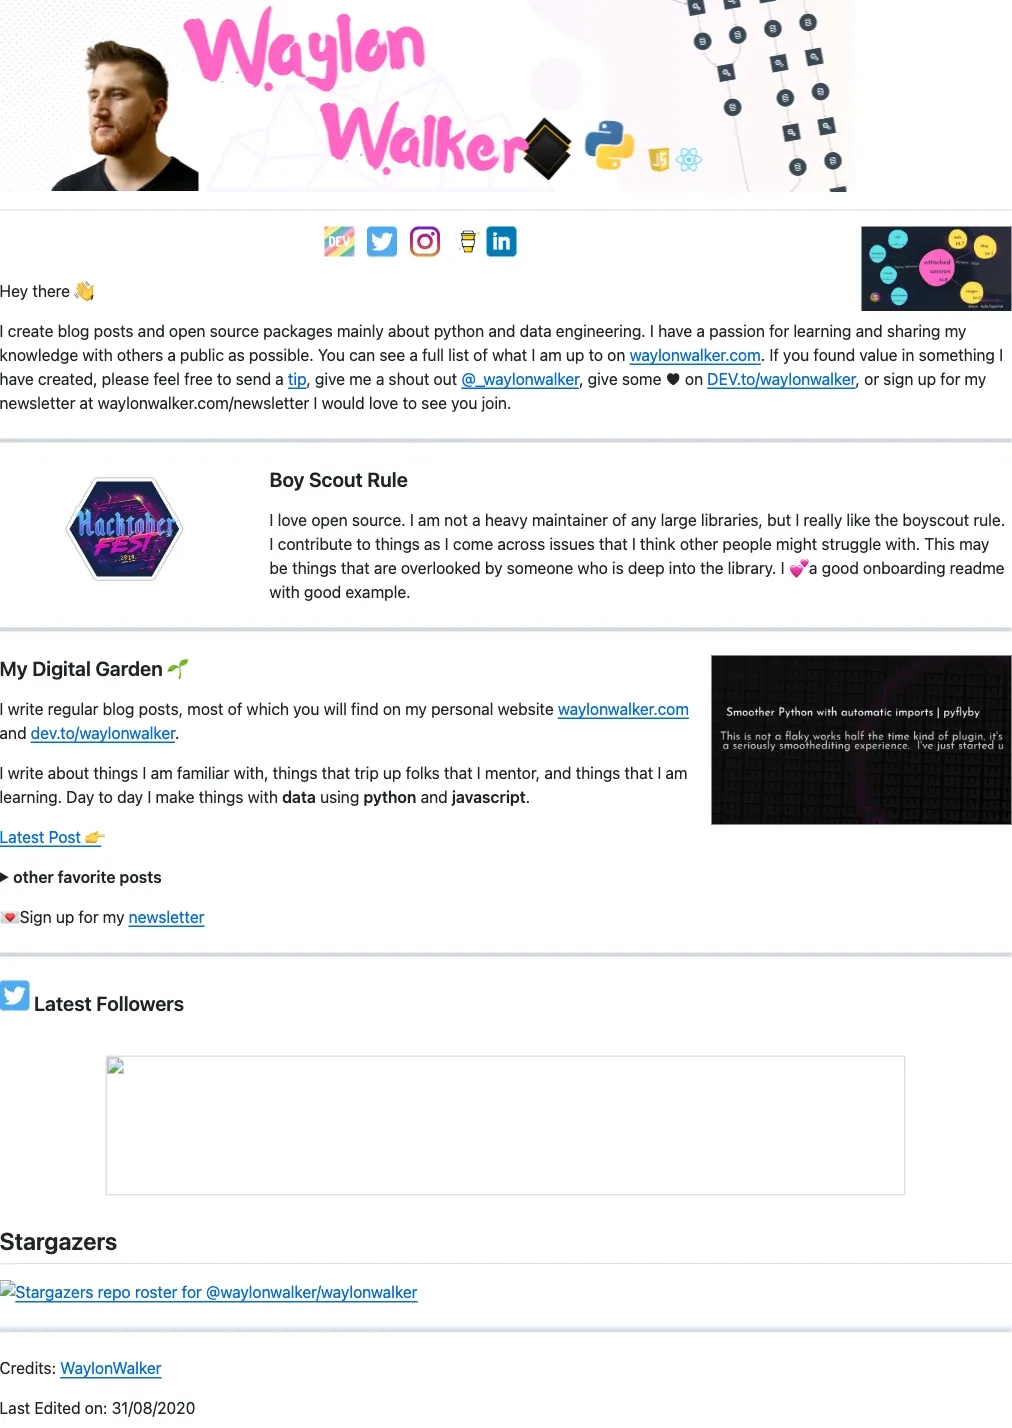 Waylon
Walker
JS
DEV
in
attached
session
Hey there 👋
I create blog posts and open source packages mainly about python and data engineering. I have a passion for learning and sharing my
knowledge with others a public as possible. You can see a full list of what I am up to on waylonwalker.com. If you found value in something I
have created, please feel free to send a tip, give me a shout out @_waylonwalker, give some 🖤 on DEV.to/waylonwalker, or sign up for my
newsletter at waylonwalker.com/newsletter I would love to see you join.
Boy Scout Rule
Hacktober
FEST
I love open source. I am not a heavy maintainer of any large libraries, but I really like the boyscout rule.
I contribute to things as I come across issues that I think other people might struggle with. This may
be things that are overlooked by someone who is deep into the library. I 💕a good onboarding readme
with good example.
My Digital Garden 🌱
I write regular blog posts, most of which you will find on my personal website waylonwalker.com
and dev.to/waylonwalker.
Smoother Python with automatic imports | pyflyby
This is not a flaky works half the time kind of plugin, it's
a seriously smoothediting experience. I've just started u
I write about things I am familiar with, things that trip up folks that I mentor, and things that I am
learning. Day to day I make things with data using python and javascript.
Latest Post 👉
▶ other favorite posts
💌Sign up for my newsletter
Latest Followers
Stargazers
Stargazers repo roster for @waylonwalker/waylonwalker
Credits: WaylonWalker
Last Edited on: 31/08/2020